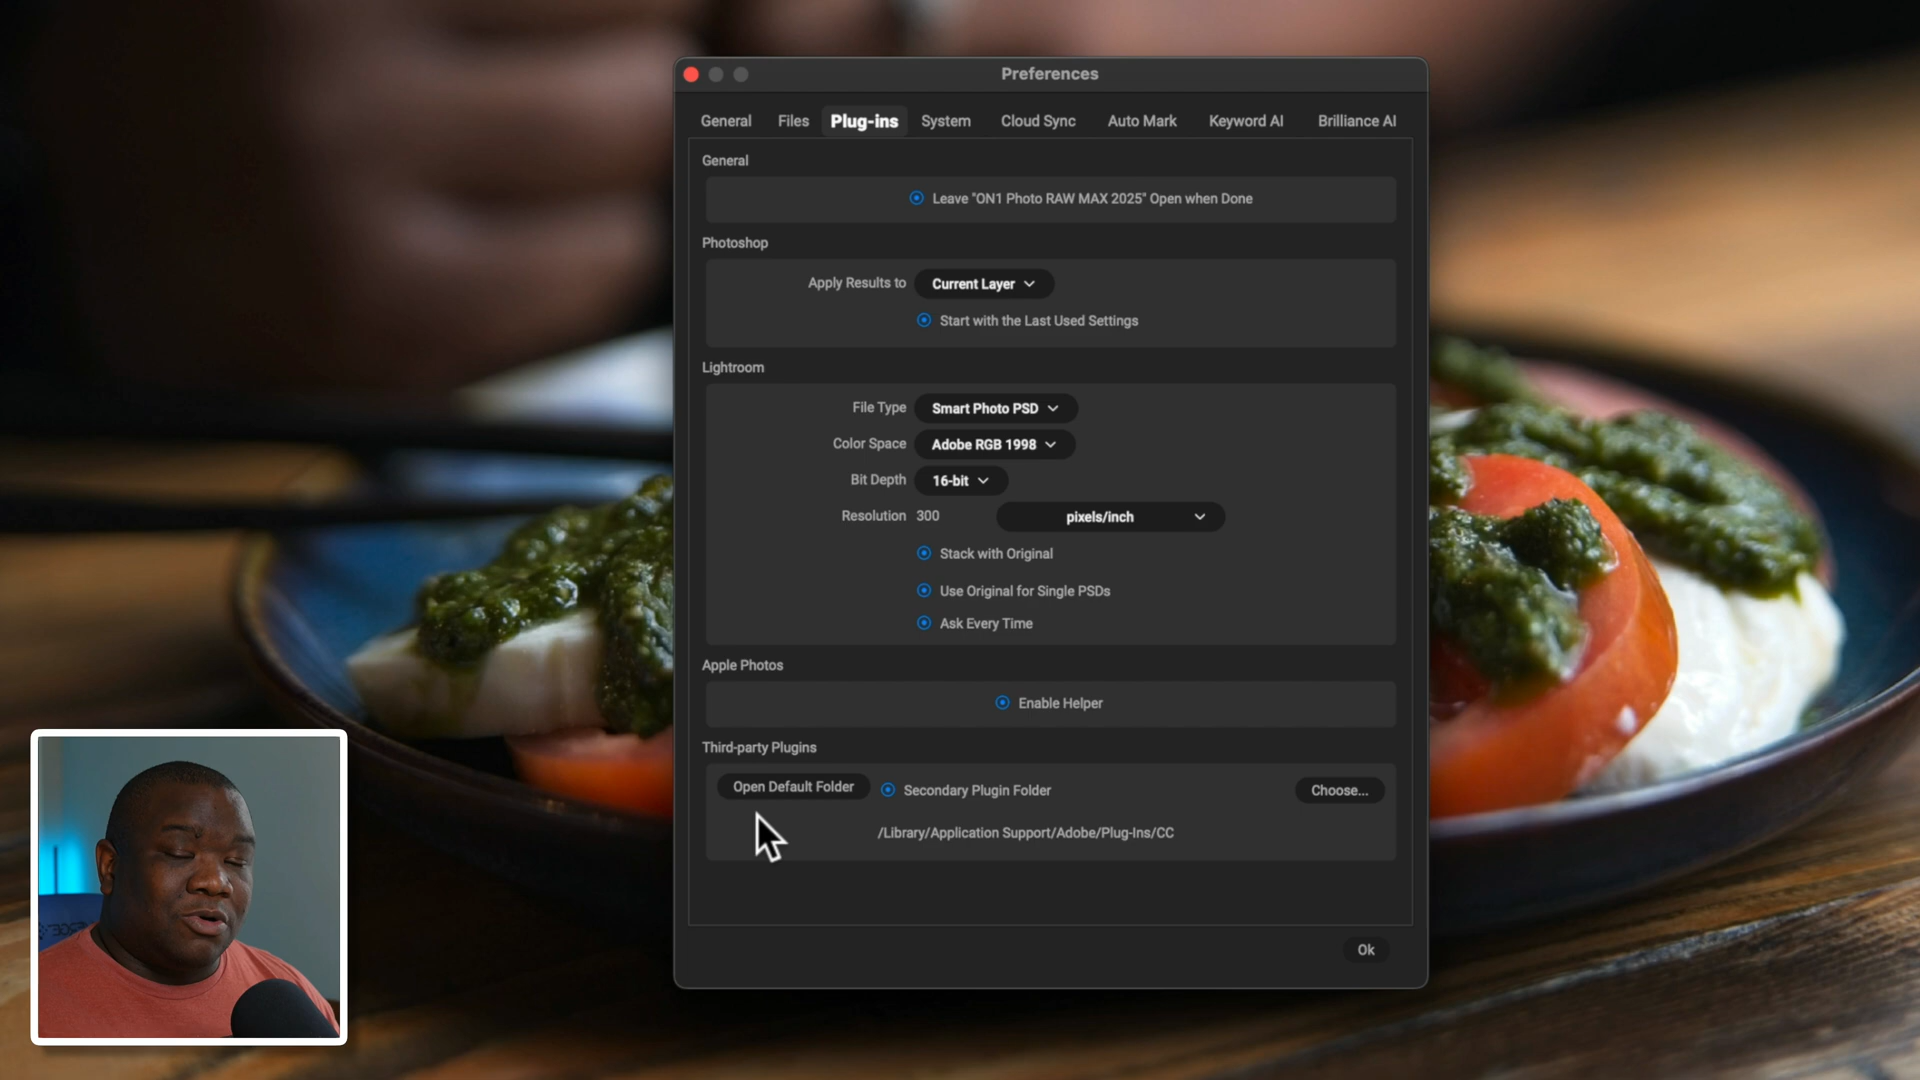 Preferences
General Files Plug-ins System Cloud Sync Auto Mark Keyword AI Brilliance AI
General
Leave "ON1 Photo RAW MAX 2025" Open when Done
Photoshop
Apply Results to Current Layer
Start with the Last Used Settings
Lightroom
File Type Smart Photo PSD
Color Space Adobe RGB 1998
Bit Depth 16-bit
Resolution 300 pixels/inch
Stack with Original
Use Original for Single PSDs
Ask Every Time
Apple Photos
Enable Helper
Third-party Plugins
Open Default Folder Secondary Plugin Folder Choose...
/Library/Application Support/Adobe/Plug-Ins/CC
Ok